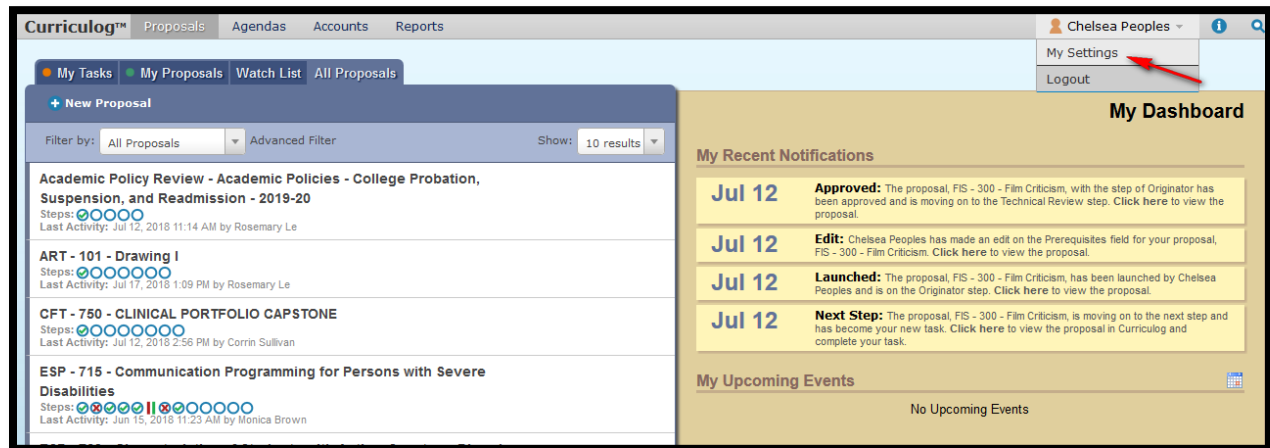 Curriculog™ Proposals Agendas Accounts Reports
Chelsea Peoples
My Settings
Logout
My Tasks My Proposals Watch List All Proposals
New Proposal
Filter by: All Proposals Advanced Filter Show: 10 results
Academic Policy Review - Academic Policies - College Probation,
Suspension, and Readmission - 2019-20
Steps:
Last Activity: Jul 12, 2018 11:14 AM by Rosemary Le
ART - 101 - Drawing I
Steps:
Last Activity: Jul 17, 2018 1:09 PM by Rosemary Le
CFT - 750 - CLINICAL PORTFOLIO CAPSTONE
Steps:
Last Activity: Jul 12, 2018 2:56 PM by Corrin Sullivan
ESP - 715 - Communication Programming for Persons with Severe
Disabilities
Steps:
Last Activity: Jun 15, 2018 11:23 AM by Monica Brown
My Dashboard
My Recent Notifications
Jul 12
Approved: The proposal, FIS - 300 - Film Criticism, with the step of Originator has
been approved and is moving on to the Technical Review step. Click here to view the
proposal.
Jul 12
Edit: Chelsea Peoples has made an edit on the Prerequisites field for your proposal,
FIS - 300 - Film Criticism. Click here to view the proposal.
Jul 12
Launched: The proposal, FIS - 300 - Film Criticism, has been launched by Chelsea
Peoples and is on the Originator step. Click here to view the proposal.
Jul 12
Next Step: The proposal, FIS - 300 - Film Criticism, is moving on to the next step and
has become your new task. Click here to view the proposal in Curriculog and
complete your task.
My Upcoming Events
No Upcoming Events